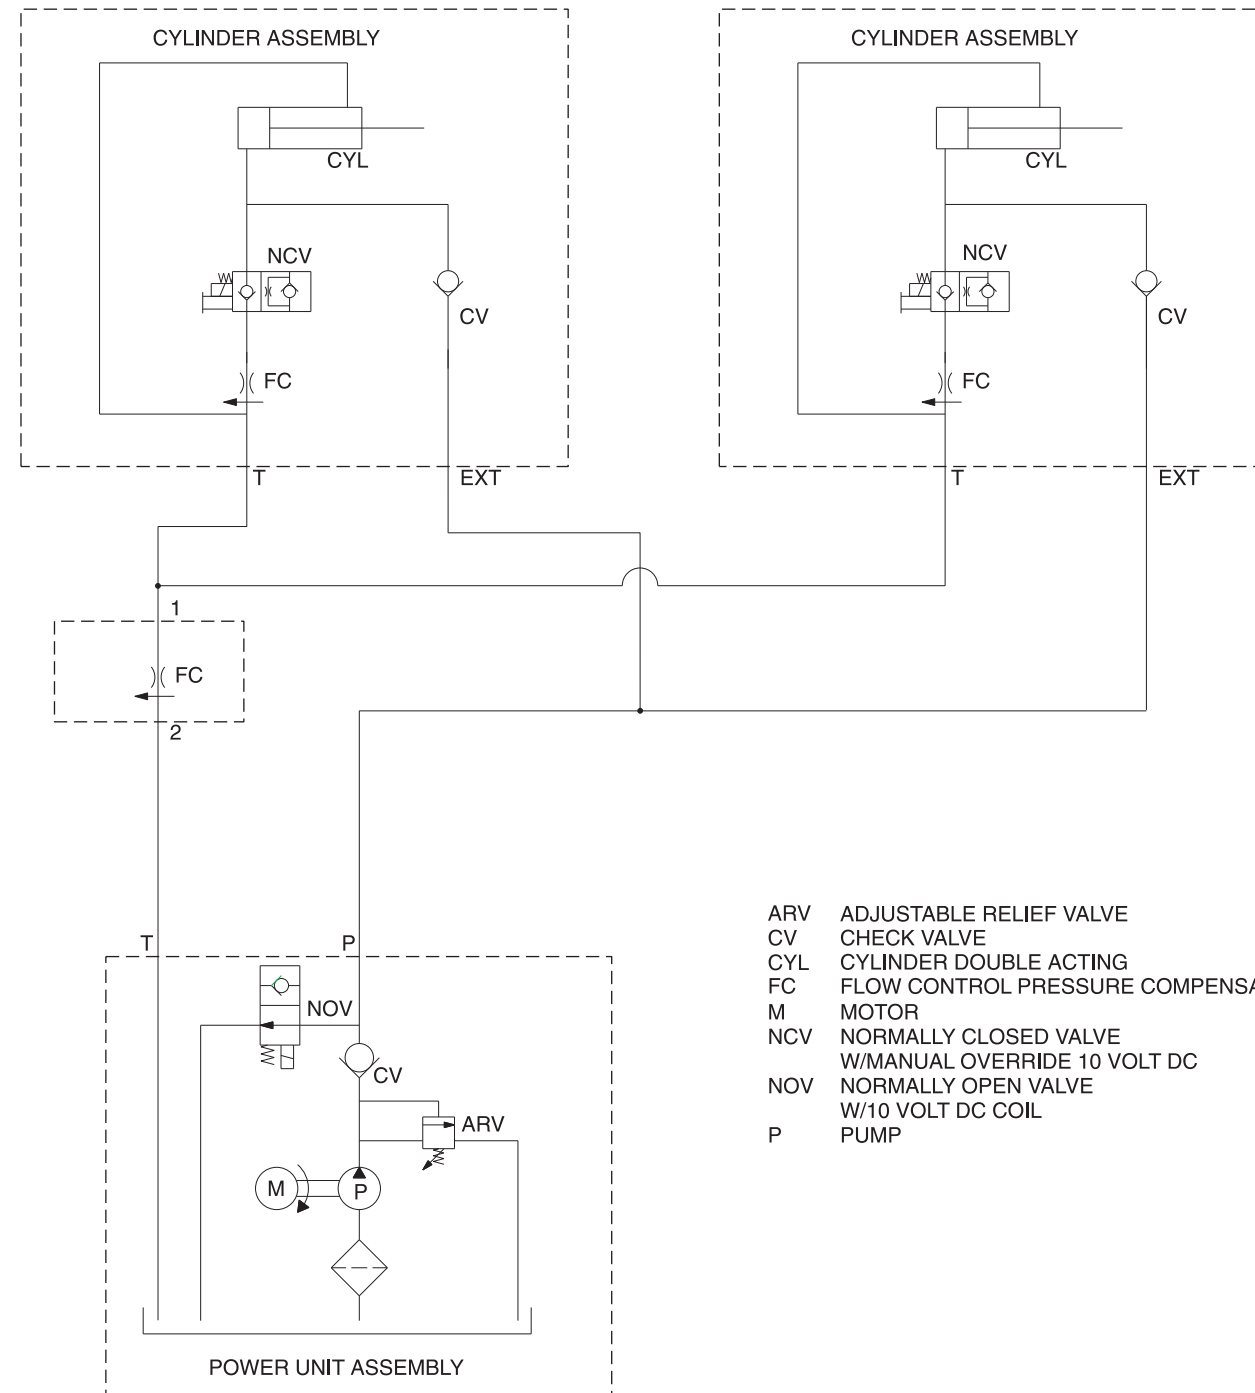 CYLINDER ASSEMBLY
CYL
NCV
CV
FC
T
EXT
CYLINDER ASSEMBLY
CYL
NCV
CV
FC
T
EXT
1
FC
2
T
P
NOV
CV
ARV
M
P
POWER UNIT ASSEMBLY
ARV ADJUSTABLE RELIEF VALVE
CV CHECK VALVE
CYL CYLINDER DOUBLE ACTING
FC FLOW CONTROL PRESSURE COMPENSA
M MOTOR
NCV NORMALLY CLOSED VALVE
W/MANUAL OVERRIDE 10 VOLT DC
NOV NORMALLY OPEN VALVE
W/10 VOLT DC COIL
P PUMP